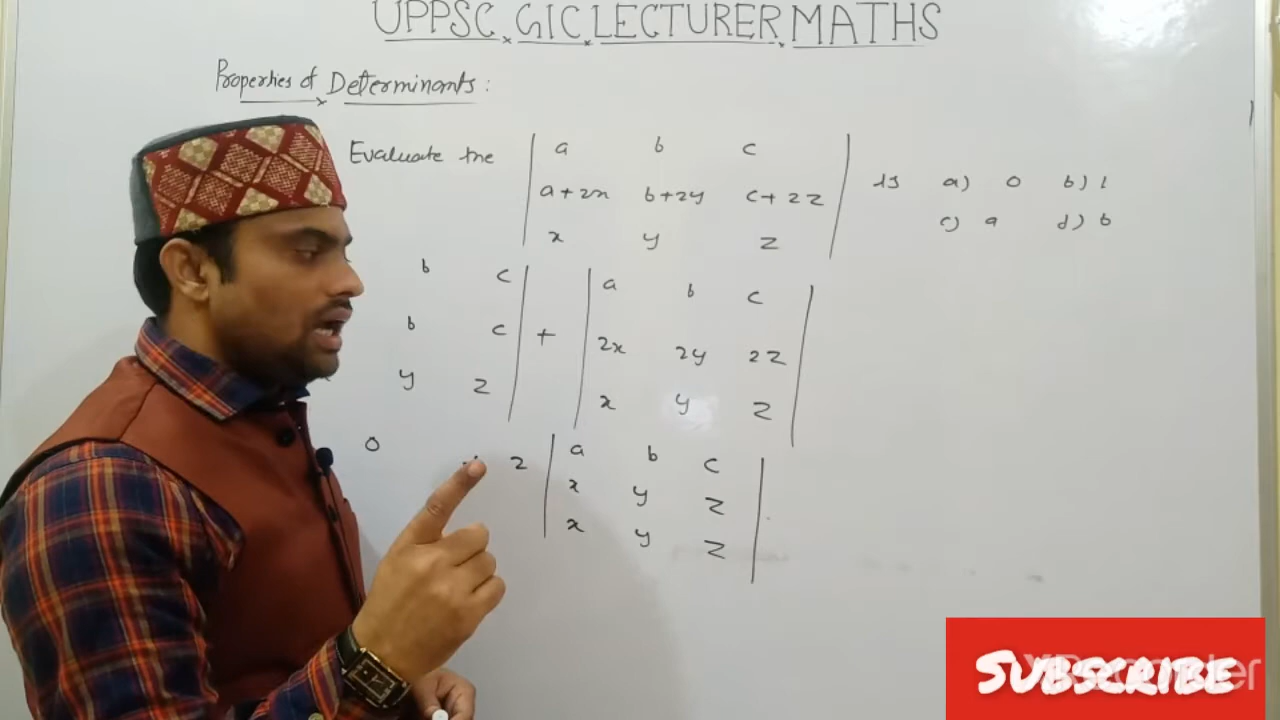 UPPSC GIC LECTURER MATHS
Properties of Determinants :
Evaluate the | a b c | is a) 0 b) 1
| a+2x b+2y c+2z | c) a d) b
| x y z |
b c | + | a b c |
b c | | 2x 2y 2z |
y z | | x y z |
0 2 | a b c |
| x y z |
| x y z |
SUBSCRIBE